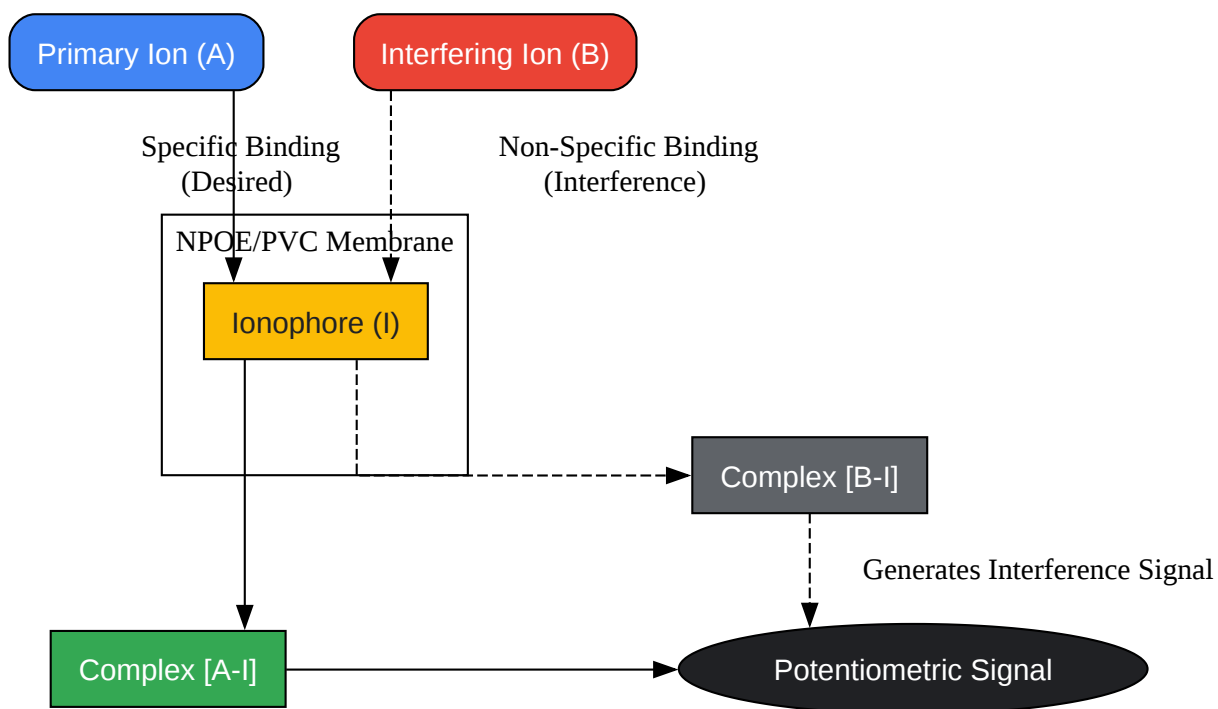 Primary Ion (A)
Interfering Ion (B)
Specific Binding
(Desired)
Non-Specific Binding
(Interference)
NPOE/PVC Membrane
Ionophore (I)
Complex [B-I]
Generates Interference Signal
Complex [A-I]
Potentiometric Signal